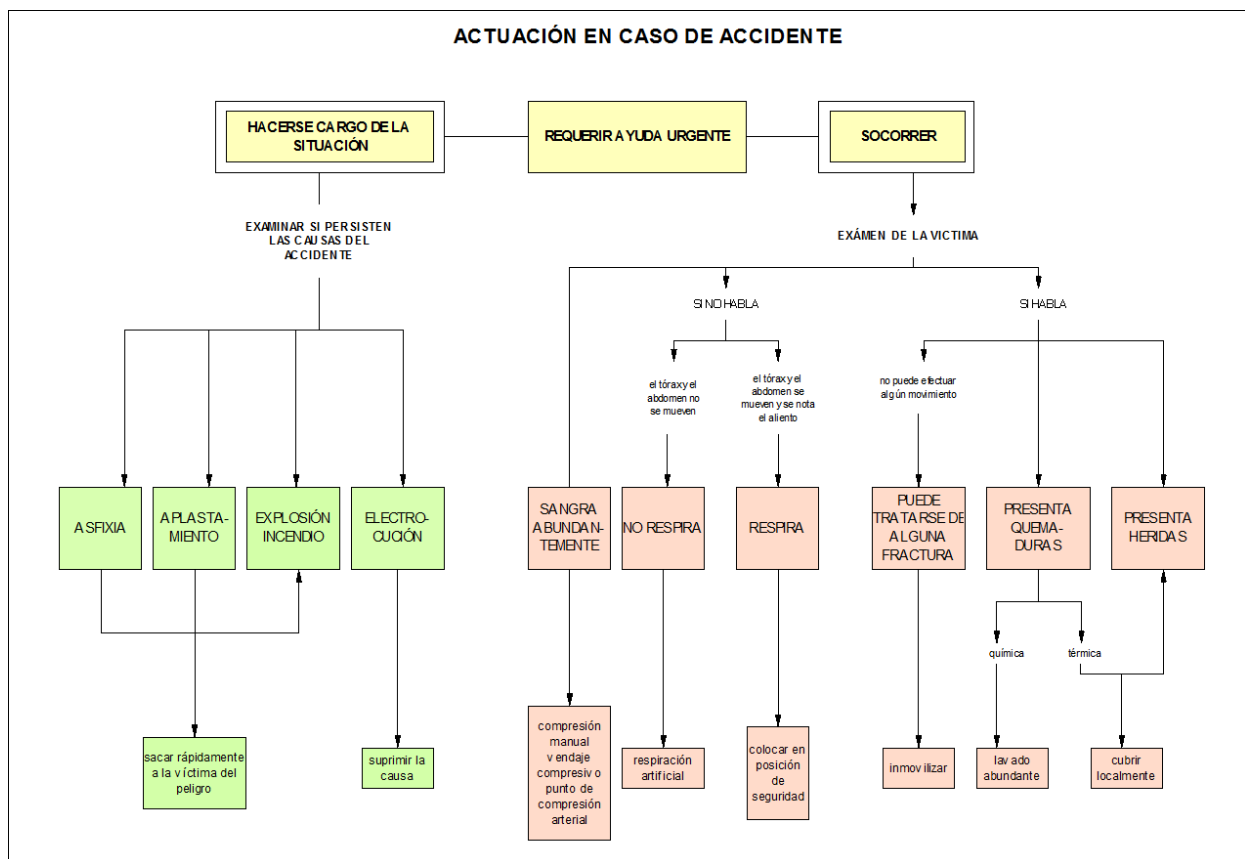 ACTUACIÓN EN CASO DE ACCIDENTE
HACERSE CARGO DE LA
SITUACIÓN
REQUERIR AYUDA URGENTE
SOCORRER
EXAMINAR SI PERSISTEN
LAS CAUSAS DEL
ACCIDENTE
EXÁMEN DE LA VICTIMA
SI NO HABLA
SI HABLA
el tórax y el
abdomen no
se mueven
el tórax y el
abdomen se
mueven y se nota
el aliento
no puede efectuar
algún movimiento
ASFIXIA
APLASTA-
MIENTO
EXPLOSIÓN
INCENDIO
ELECTRO-
CUCIÓN
SANGRA
ABUNDAN-
TEMENTE
NO RESPIRA
RESPIRA
PUEDE
TRATARSE DE
ALGUNA
FRACTURA
PRESENTA
QUEMA-
DURAS
PRESENTA
HERIDAS
química
térmica
sacar rápidamente
a la víctima del
peligro
suprimir la
causa
compresión
manual
vendaje
compresivo
punto de
compresión
arterial
respiración
artificial
colocar en
posición
de
seguridad
inmovilizar
lavado
abundante
cubrir
localmente